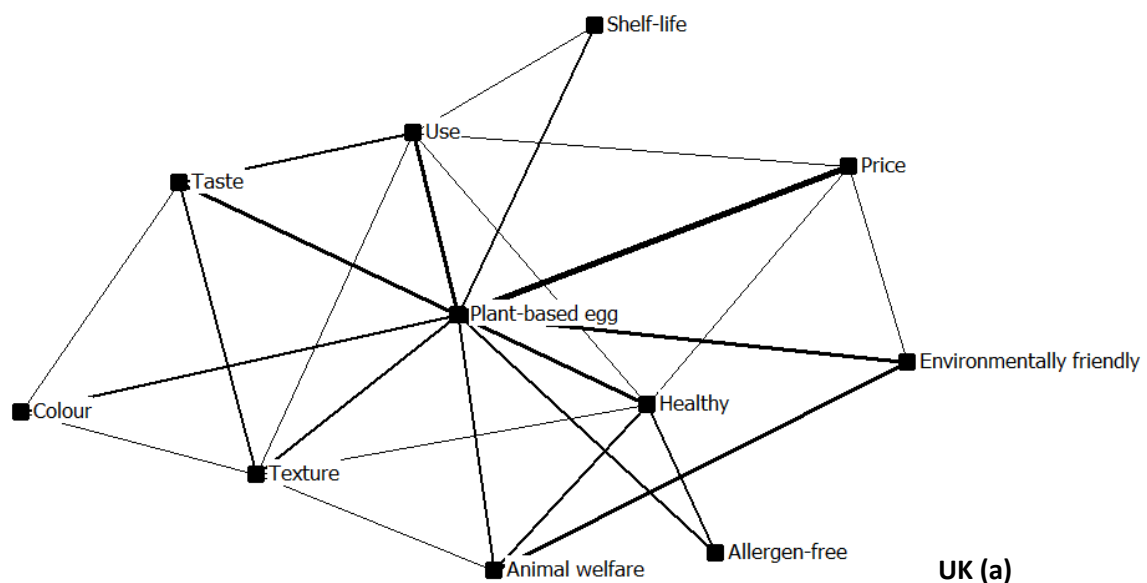 Shelf-life
Use
Price
Taste
Plant-based egg
Environmentally friendly
Healthy
Colour
Texture
Allergen-free
Animal welfare
UK (a)